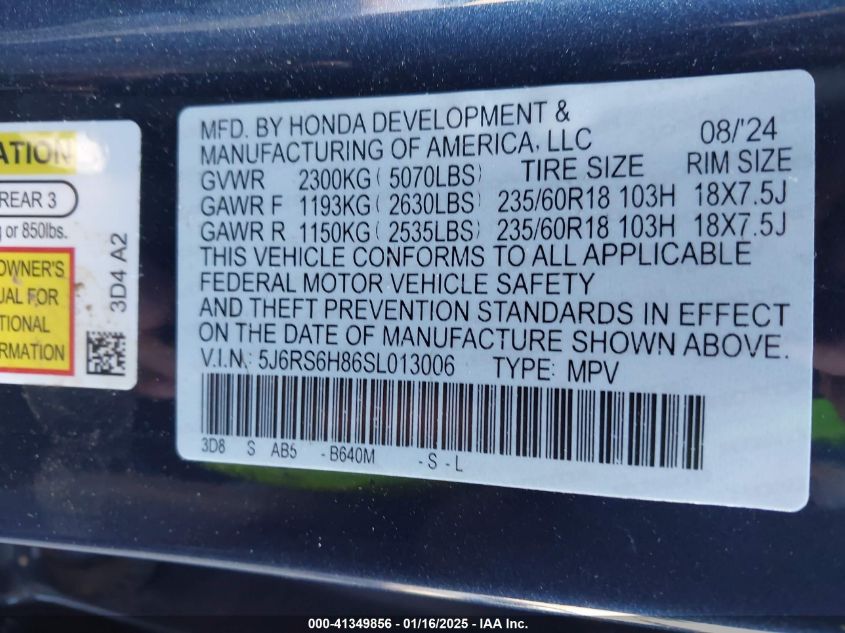 ATION
REAR 3
g or 850lbs.
OWNER'S
UAL FOR
TIONAL
ORMATION
3D4 A2
MFD. BY HONDA DEVELOPMENT & 08/'24
MANUFACTURING OF AMERICA, LLC
GVWR 2300KG ( 5070LBS) TIRE SIZE RIM SIZE
GAWR F 1193KG ( 2630LBS) 235/60R18 103H 18X7.5J
GAWR R 1150KG ( 2535LBS) 235/60R18 103H 18X7.5J
THIS VEHICLE CONFORMS TO ALL APPLICABLE
FEDERAL MOTOR VEHICLE SAFETY
AND THEFT PREVENTION STANDARDS IN EFFECT
ON THE DATE OF MANUFACTURE SHOWN ABOVE.
V.I.N: 5J6RS6H86SL013006 TYPE: MPV
3D8 S AB5 - B640M - S - L
000-41349856 - 01/16/2025 - IAA Inc.